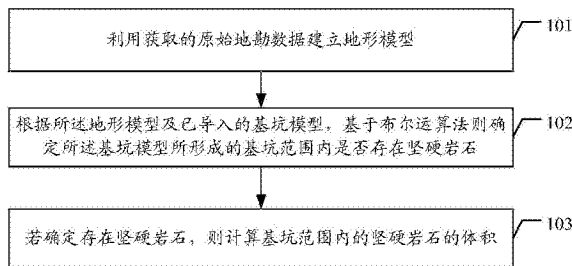 利用获取的原始地勘数据建立地形模型
101
根据所述地形模型及已导入的基坑模型，基于布尔运算法则确
定所述基坑模型所形成的基坑范围内是否存在坚硬岩石
102
若确定存在坚硬岩石，则计算基坑范围内的坚硬岩石的体积
103